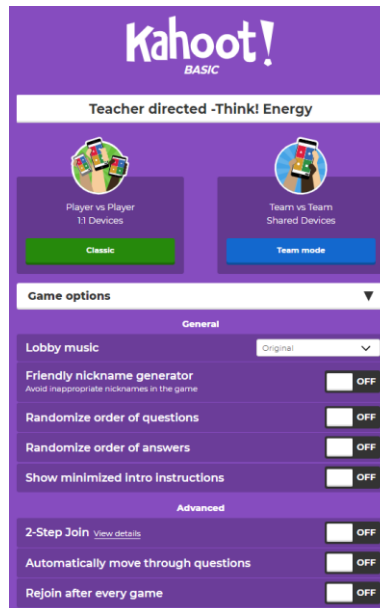 Kahoot!
BASIC
Teacher directed -Think! Energy
Player vs Player
1:1 Devices
Classic
Team vs Team
Shared Devices
Team mode
Game options
General
Lobby music
Original
Friendly nickname generator
Avoid inappropriate nicknames in the game
OFF
Randomize order of questions
OFF
Randomize order of answers
OFF
Show minimized intro instructions
OFF
Advanced
2-Step Join View details
OFF
Automatically move through questions
OFF
Rejoin after every game
OFF